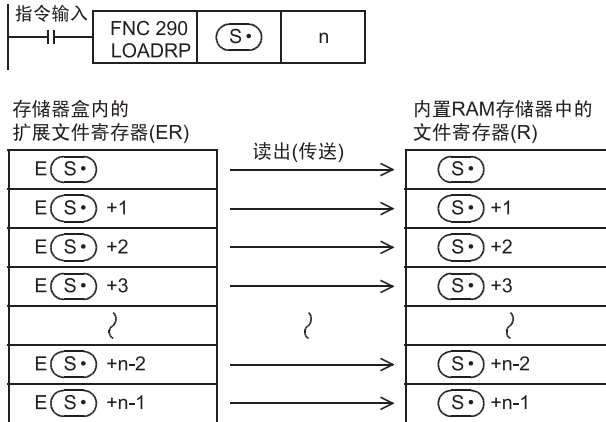 指令输入
FNC 290
LOADRP
S·
n
存储器盒内的
扩展文件寄存器(ER)
内置RAM存储器中的
文件寄存器(R)
读出(传送)
E S·
S·
E S· +1
S· +1
E S· +2
S· +2
E S· +3
S· +3
E S· +n-2
S· +n-2
E S· +n-1
S· +n-1